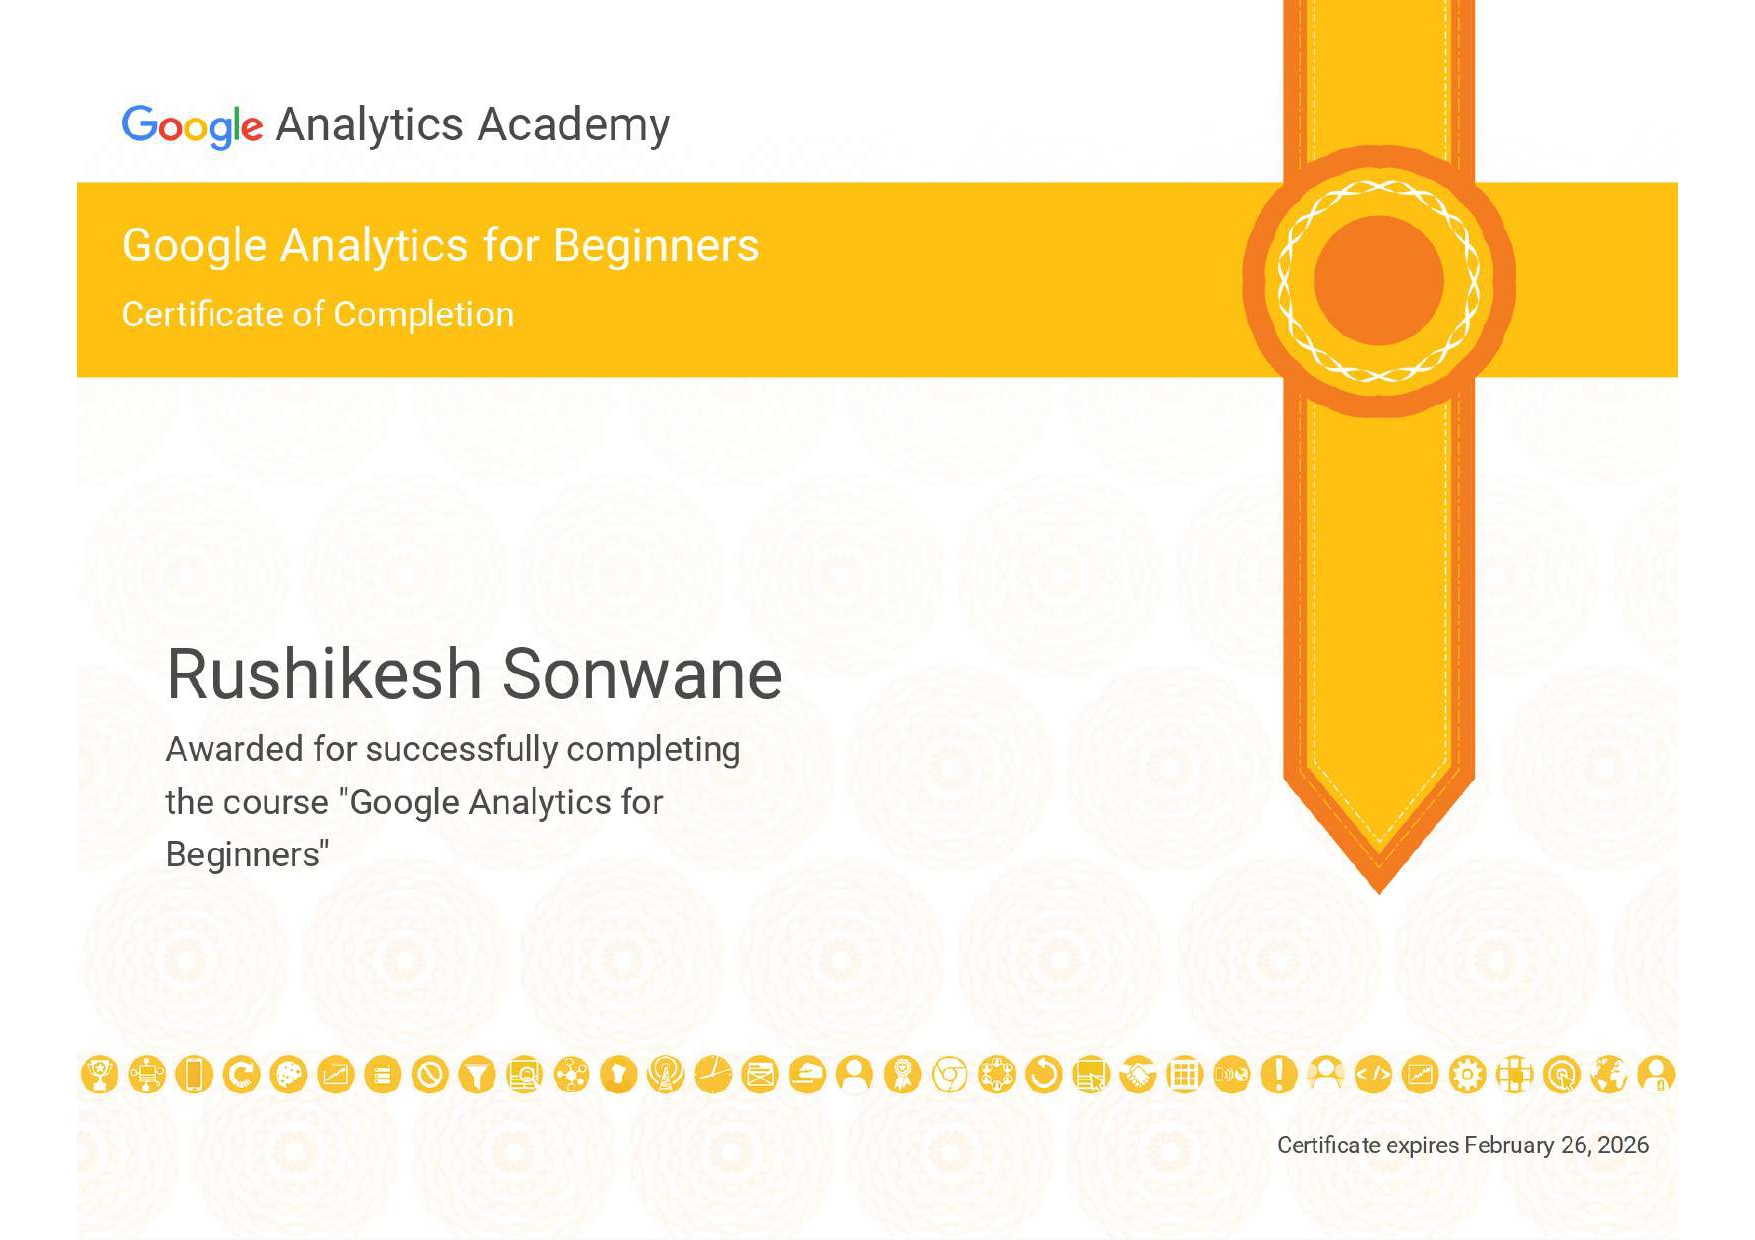 Google Analytics Academy
Google Analytics for Beginners
Certificate of Completion
Rushikesh Sonwane
Awarded for successfully completing
the course "Google Analytics for
Beginners"
Certificate expires February 26, 2026